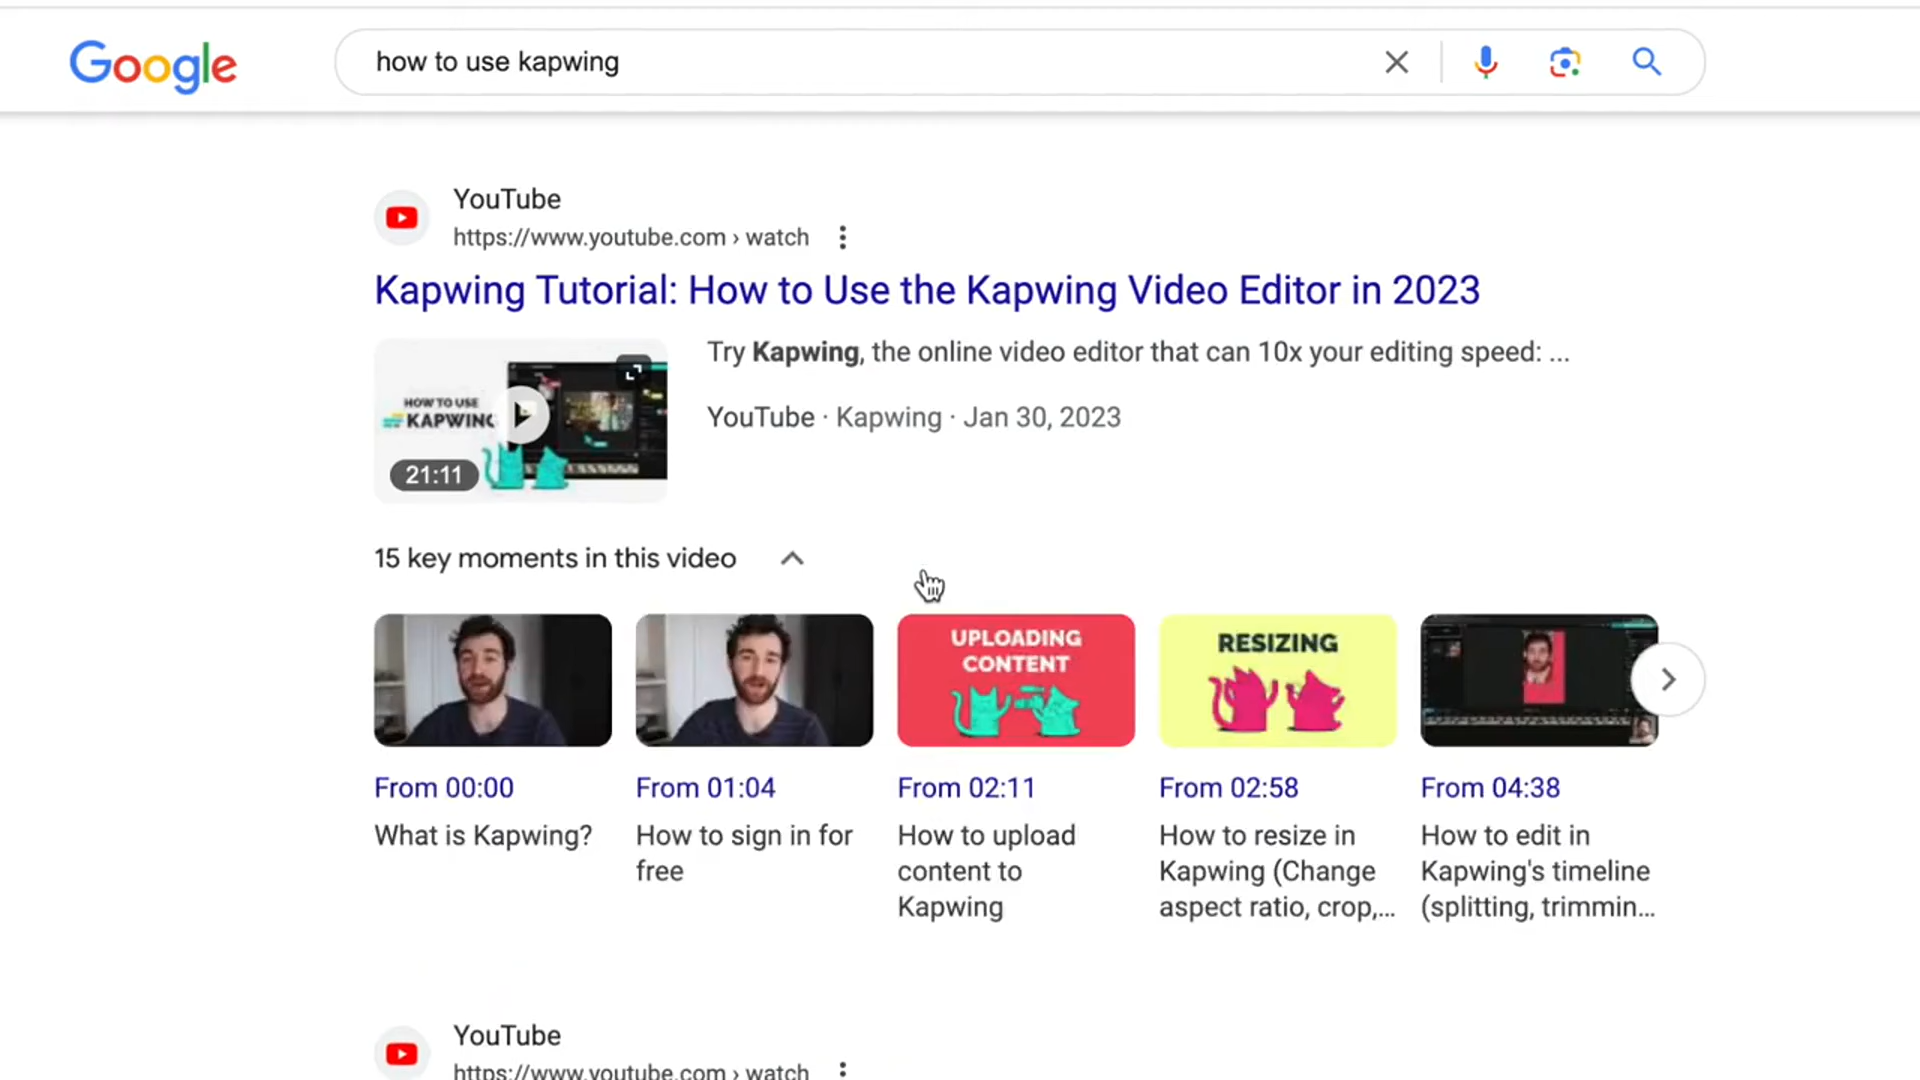 Google
how to use kapwing
YouTube
https://www.youtube.com › watch
Kapwing Tutorial: How to Use the Kapwing Video Editor in 2023
HOW TO USE
KAPWING
21:11
Try Kapwing, the online video editor that can 10x your editing speed: ...
YouTube · Kapwing · Jan 30, 2023
15 key moments in this video
UPLOADING
CONTENT
RESIZING
From 00:00
What is Kapwing?
From 01:04
How to sign in for
free
From 02:11
How to upload
content to
Kapwing
From 02:58
How to resize in
Kapwing (Change
aspect ratio, crop,...
From 04:38
How to edit in
Kapwing's timeline
(splitting, trimmin...
YouTube
https://www.youtube.com › watch